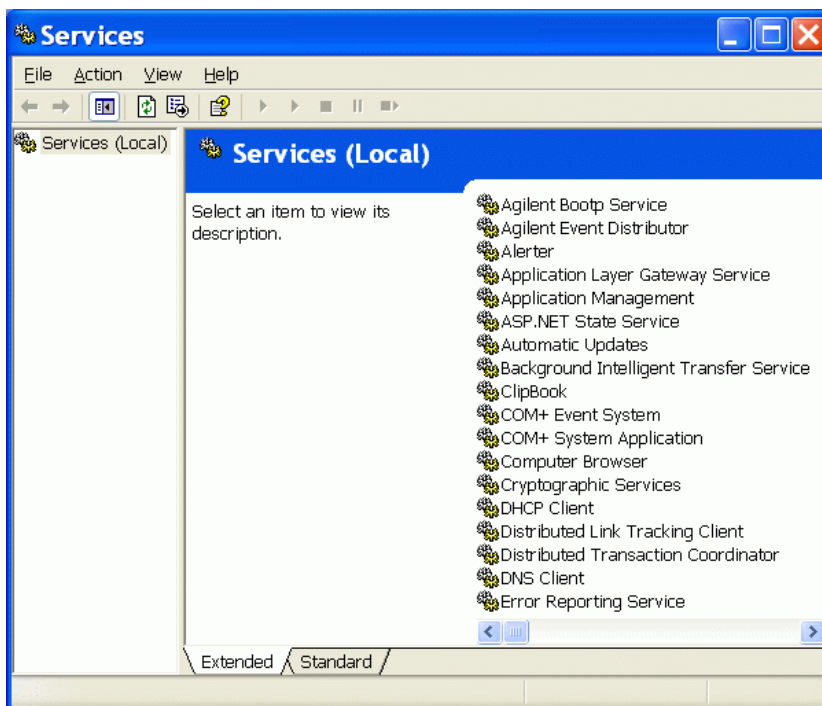 Services
File Action View Help
Services (Local)
Services (Local)
Select an item to view its
description.
Agilent Bootp Service
Agilent Event Distributor
Alerter
Application Layer Gateway Service
Application Management
ASP.NET State Service
Automatic Updates
Background Intelligent Transfer Service
ClipBook
COM+ Event System
COM+ System Application
Computer Browser
Cryptographic Services
DHCP Client
Distributed Link Tracking Client
Distributed Transaction Coordinator
DNS Client
Error Reporting Service
Extended Standard